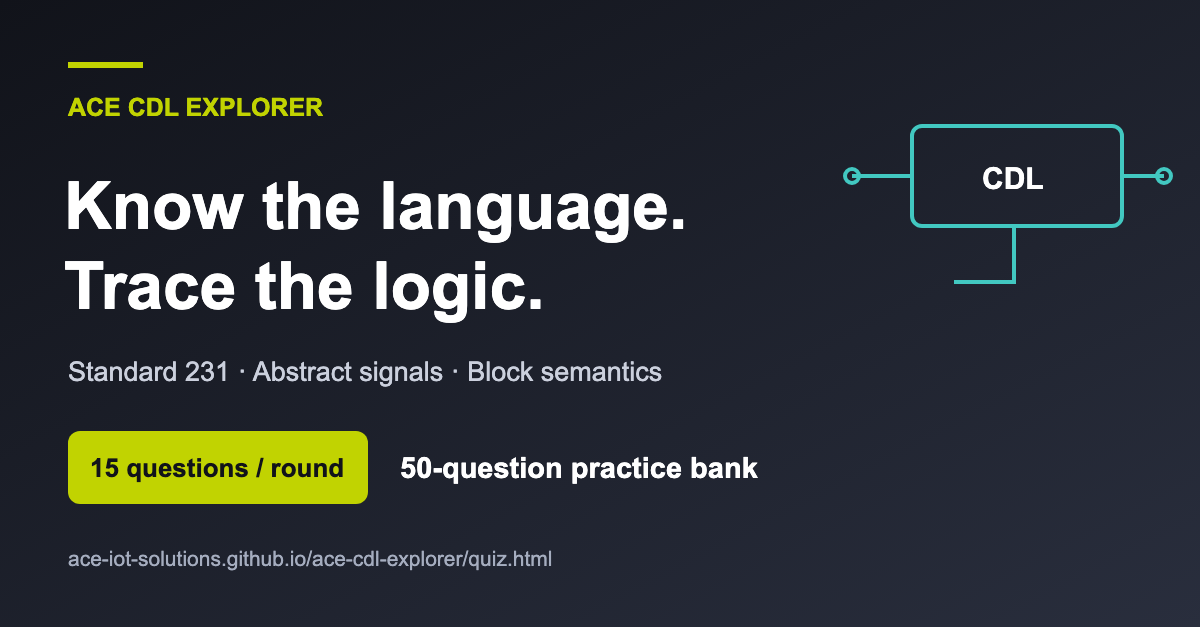 ACE CDL EXPLORER
Know the language.
Trace the logic.
Standard 231 · Abstract signals · Block semantics
15 questions / round
50-question practice bank
ace-iot-solutions.github.io/ace-cdl-explorer/quiz.html
CDL